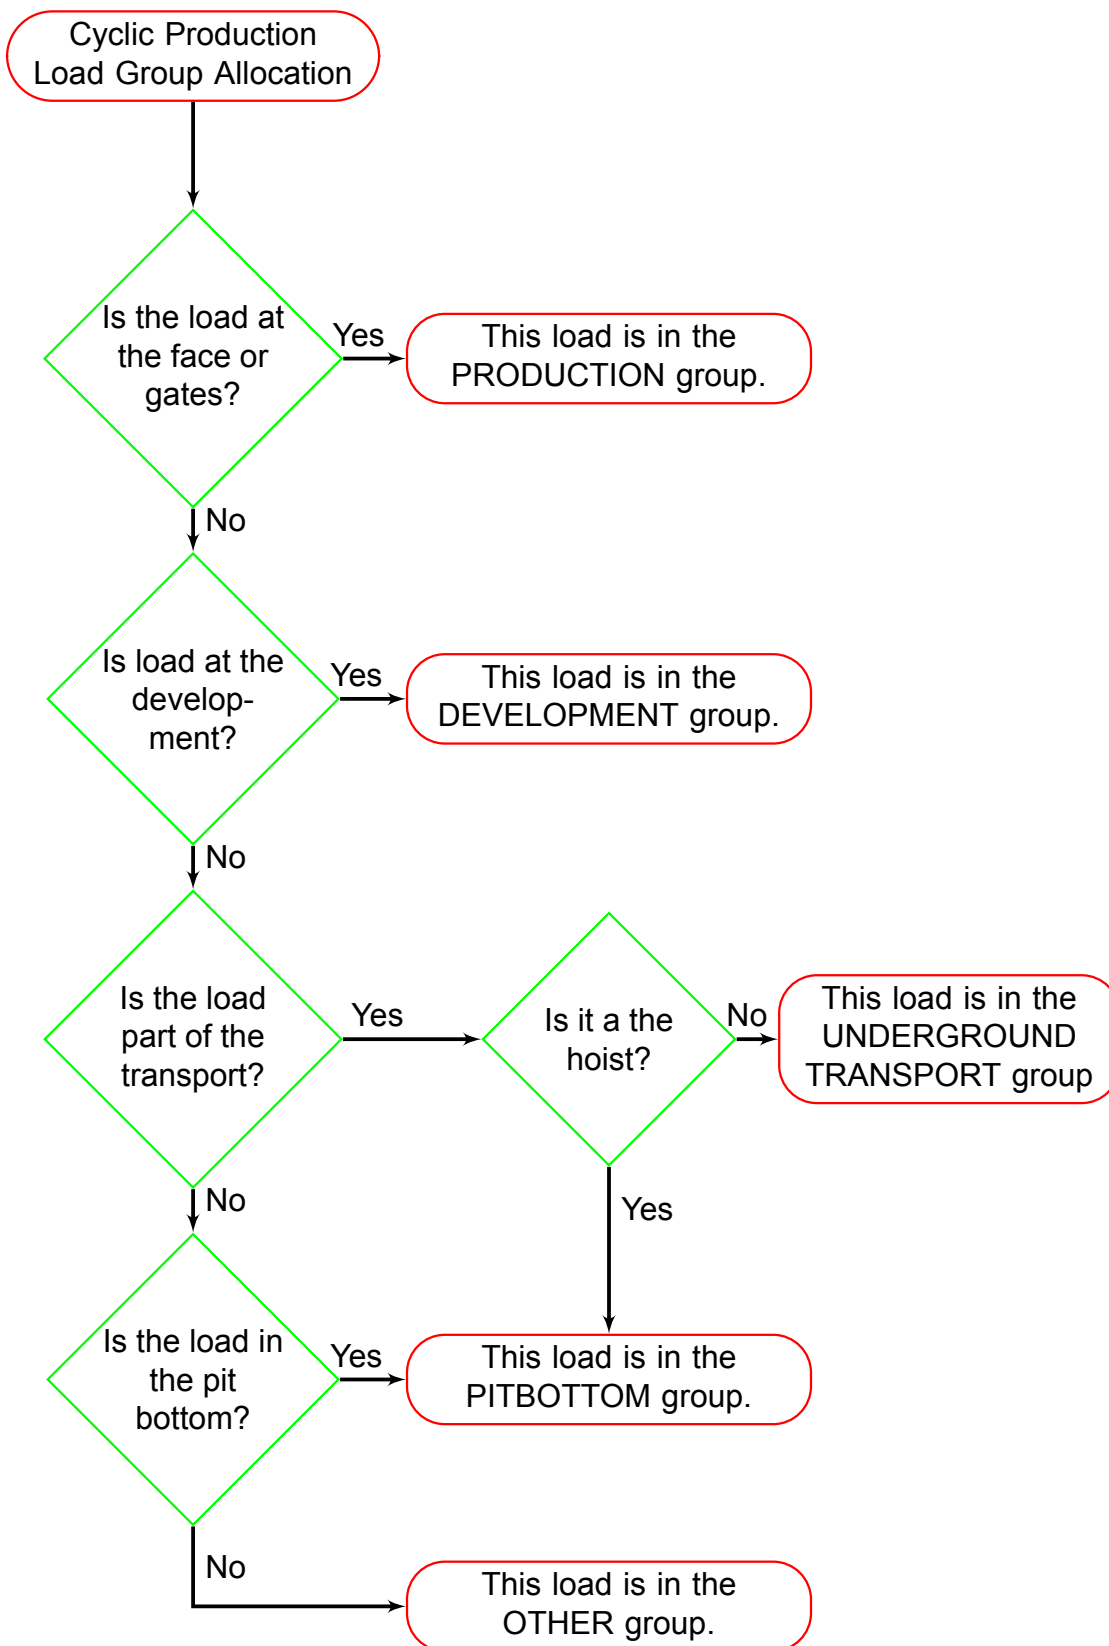 Cyclic Production
Load Group Allocation
Is the load at
the face or
gates?
Yes
This load is in the
PRODUCTION group.
No
Is load at the
develop-
ment?
Yes
This load is in the
DEVELOPMENT group.
No
Is the load
part of the
transport?
Yes
Is it a the
hoist?
No
This load is in the
UNDERGROUND
TRANSPORT group
No
Yes
Is the load in
the pit
bottom?
Yes
This load is in the
PITBOTTOM group.
No
This load is in the
OTHER group.